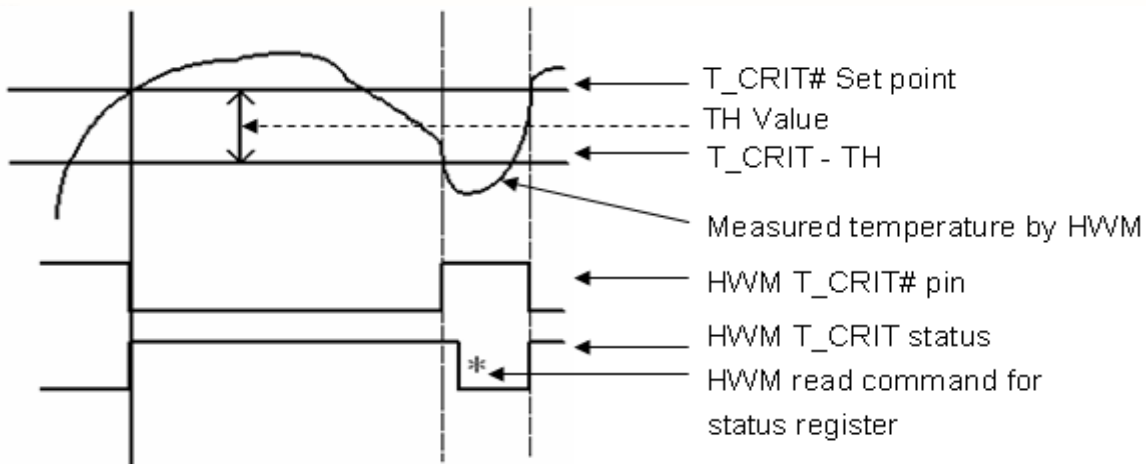 T_CRIT# Set point
TH Value
T_CRIT - TH
Measured temperature by HWM
HWM T_CRIT# pin
HWM T_CRIT status
*
HWM read command for
status register